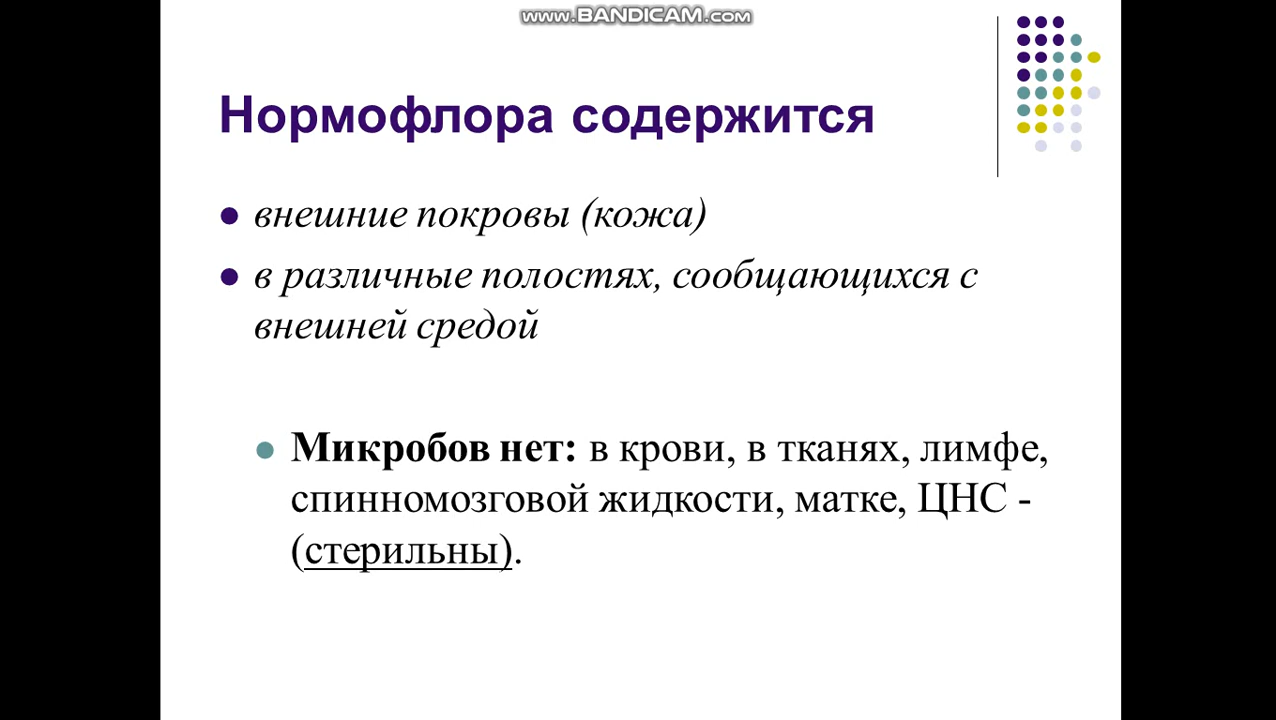 www.BANDICAM.com
Нормофлора содержится
внешние покровы (кожа)
в различные полостях, сообщающихся с
внешней средой
Микробов нет: в крови, в тканях, лимфе,
спинномозговой жидкости, матке, ЦНС -
(стерильны).